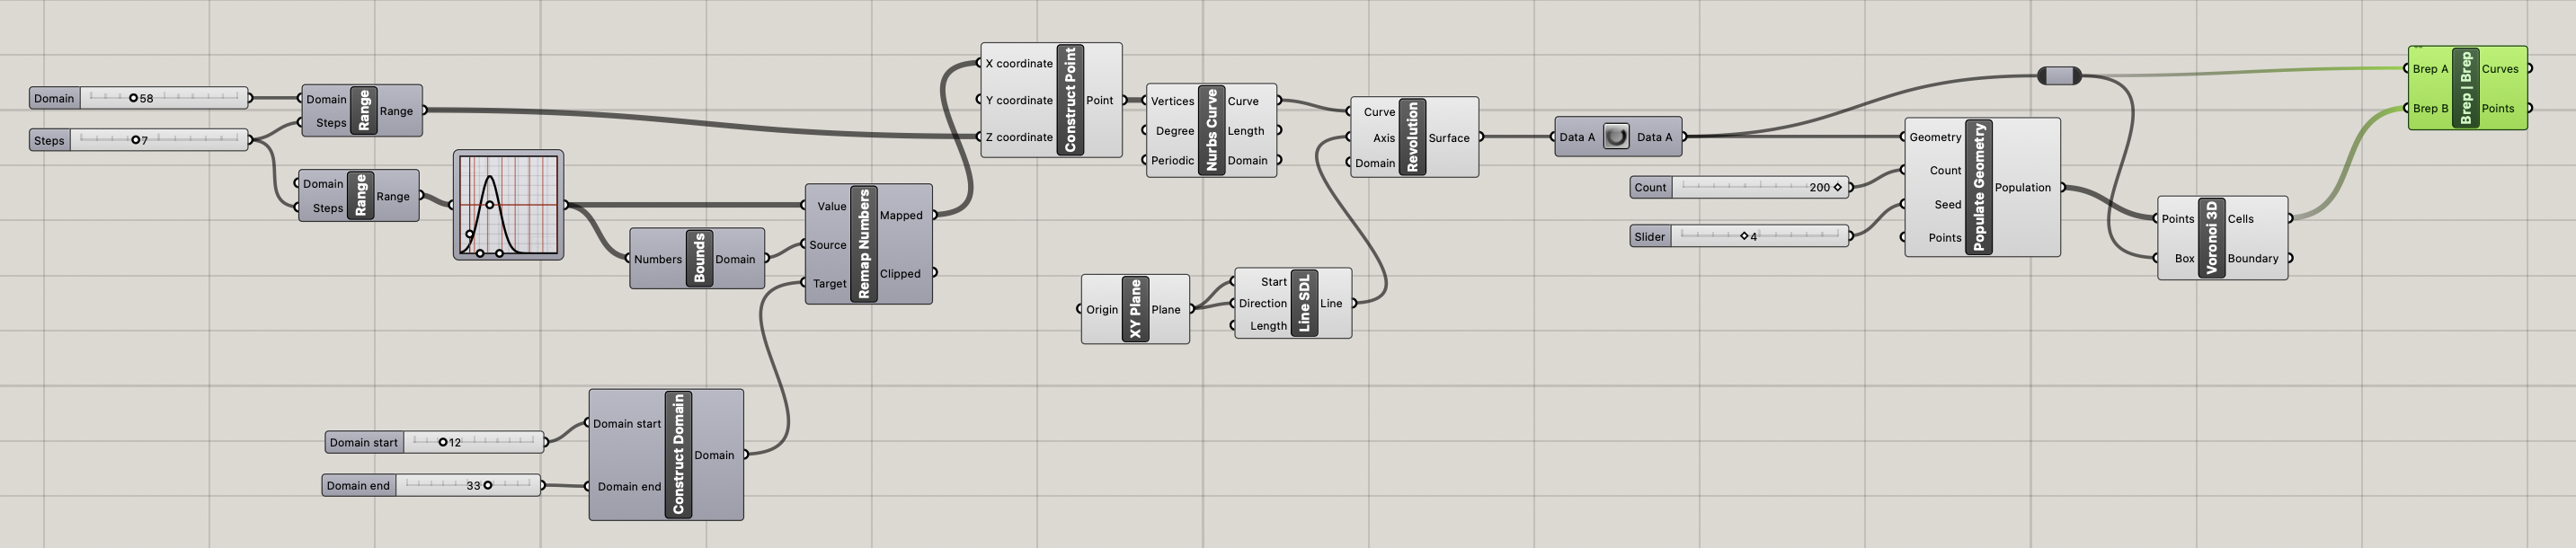 Domain 58
Steps 7
Domain
Steps
Range
Range
Domain
Steps
Range
Range
Numbers
Bounds
Domain
Value
Source
Target
Remap Numbers
Mapped
Clipped
Domain start 12
Domain end 33
Domain start
Domain end
Construct Domain
Domain
X coordinate
Y coordinate
Z coordinate
Construct Point
Point
Vertices
Degree
Periodic
Nurbs Curve
Curve
Length
Domain
Origin
XY Plane
Plane
Start
Direction
Length
Line SDL
Line
Curve
Axis
Domain
Revolution
Surface
Data A
Data A
Count 200
Slider 4
Geometry
Count
Seed
Points
Populate Geometry
Population
Points
Box
Voronoi 3D
Cells
Boundary
Brep A
Brep B
Brep | Brep
Curves
Points